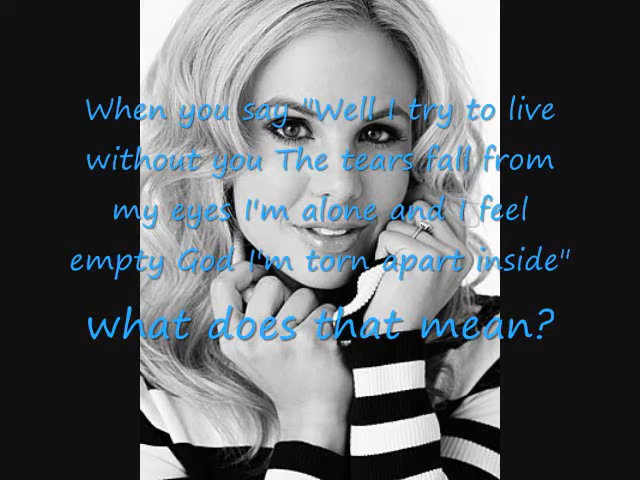 When you say "Well I try to live
without you The tears fall from
my eyes I'm alone and I feel
empty God I'm torn apart inside"
what does that mean?